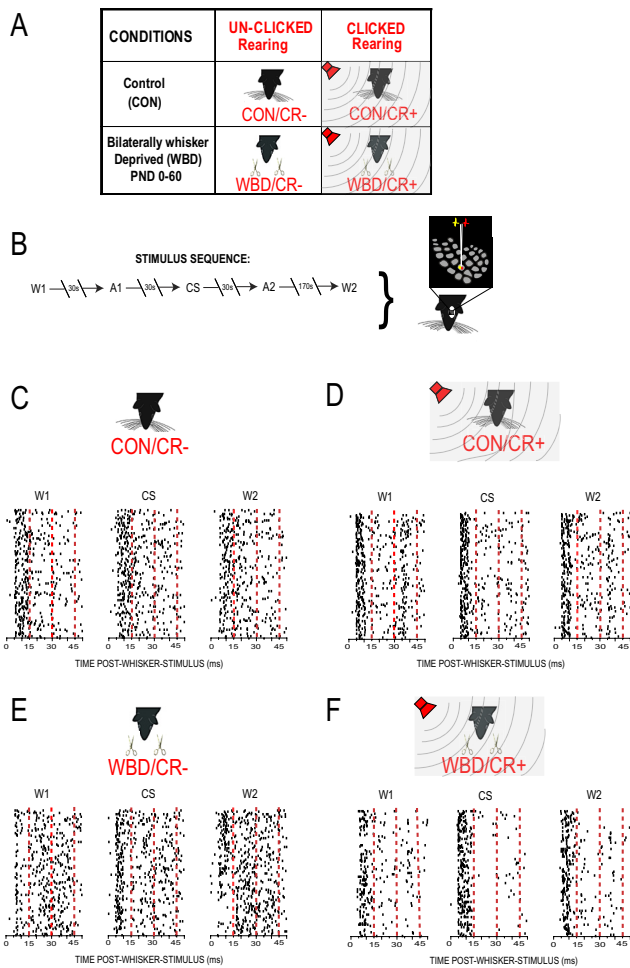 A
CONDITIONS
UN-CLICKED
Rearing
CLICKED
Rearing
Control
(CON)
CON/CR-
CON/CR+
Bilaterally whisker
Deprived (WBD)
PND 0-60
WBD/CR-
WBD/CR+
B
STIMULUS SEQUENCE:
W1 30s A1 30s CS 30s A2 170s W2
C
CON/CR-
D
CON/CR+
W1 CS W2
W1 CS W2
0 15 30 45 0 15 30 45 0 15 30 45
0 15 30 45 0 15 30 45 0 15 30 45
TIME POST-WHISKER-STIMULUS (ms)
TIME POST-WHISKER-STIMULUS (ms)
E
WBD/CR-
F
WBD/CR+
W1 CS W2
W1 CS W2
0 15 30 45 0 15 30 45 0 15 30 45
0 15 30 45 0 15 30 45 0 15 30 45
TIME POST-WHISKER-STIMULUS (ms)
TIME POST-WHISKER-STIMULUS (ms)